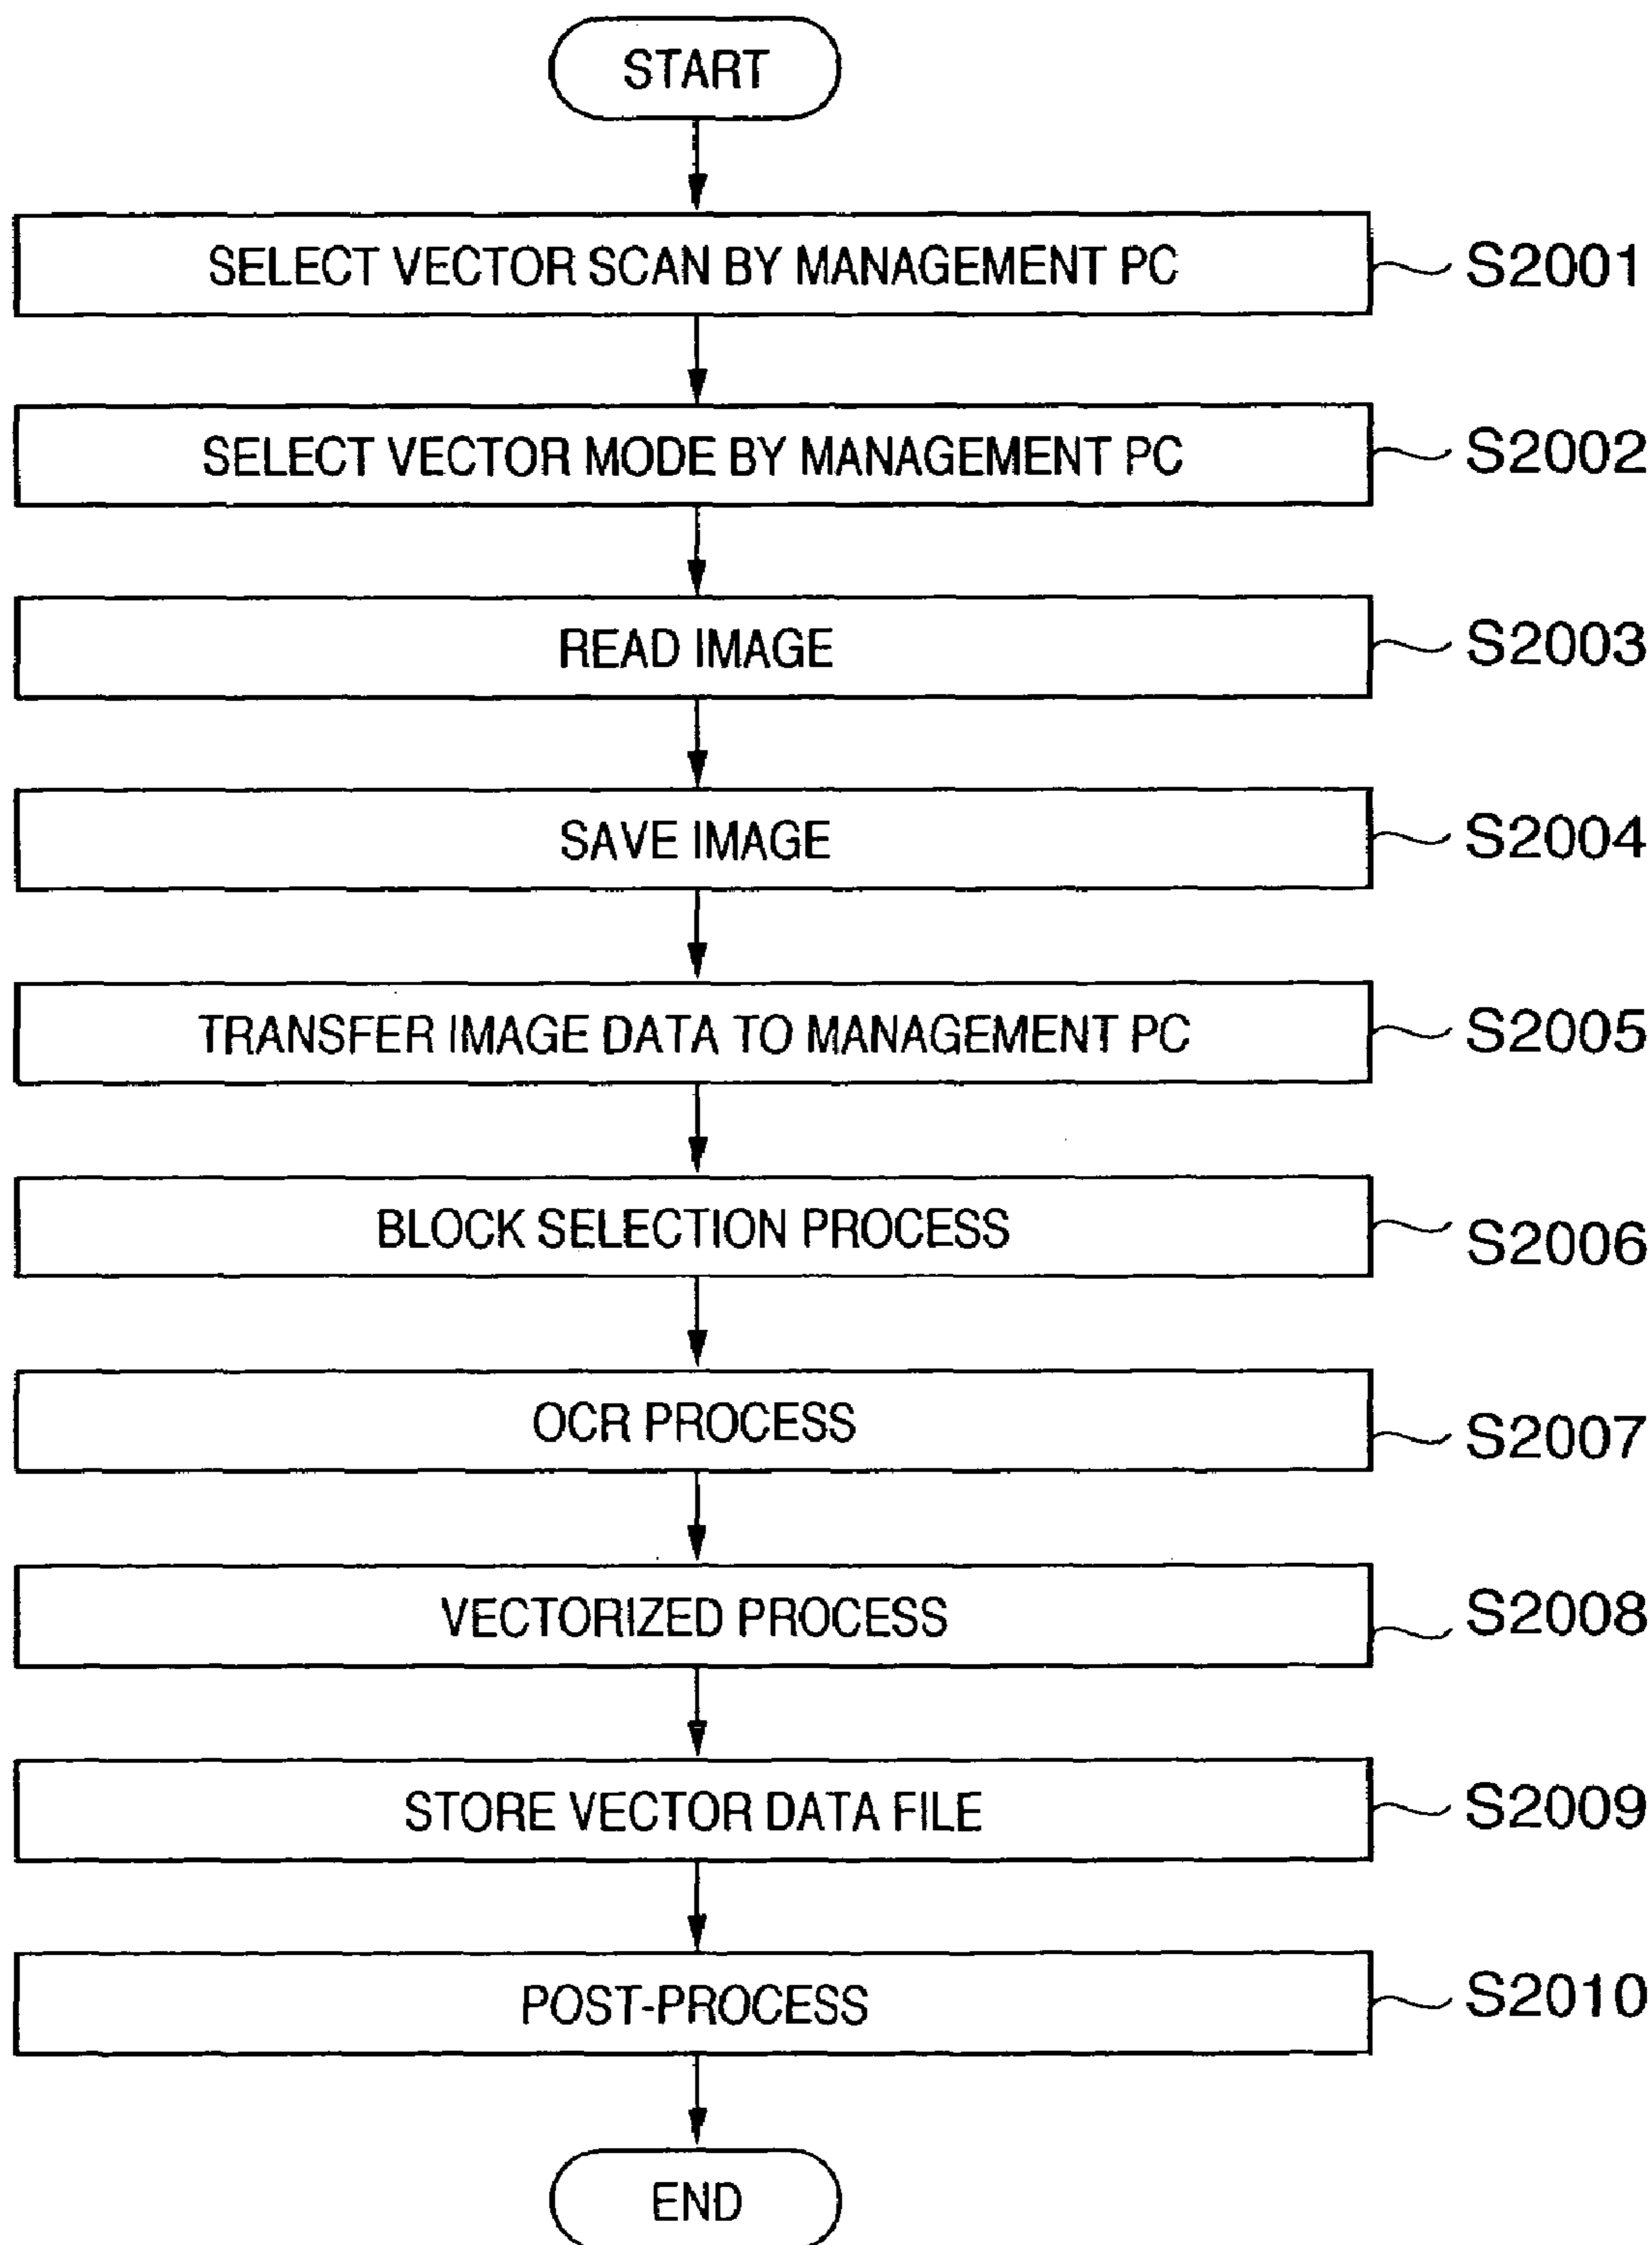 START
SELECT VECTOR SCAN BY MANAGEMENT PC S2001
SELECT VECTOR MODE BY MANAGEMENT PC S2002
READ IMAGE S2003
SAVE IMAGE S2004
TRANSFER IMAGE DATA TO MANAGEMENT PC S2005
BLOCK SELECTION PROCESS S2006
OCR PROCESS S2007
VECTORIZED PROCESS S2008
STORE VECTOR DATA FILE S2009
POST-PROCESS S2010
END